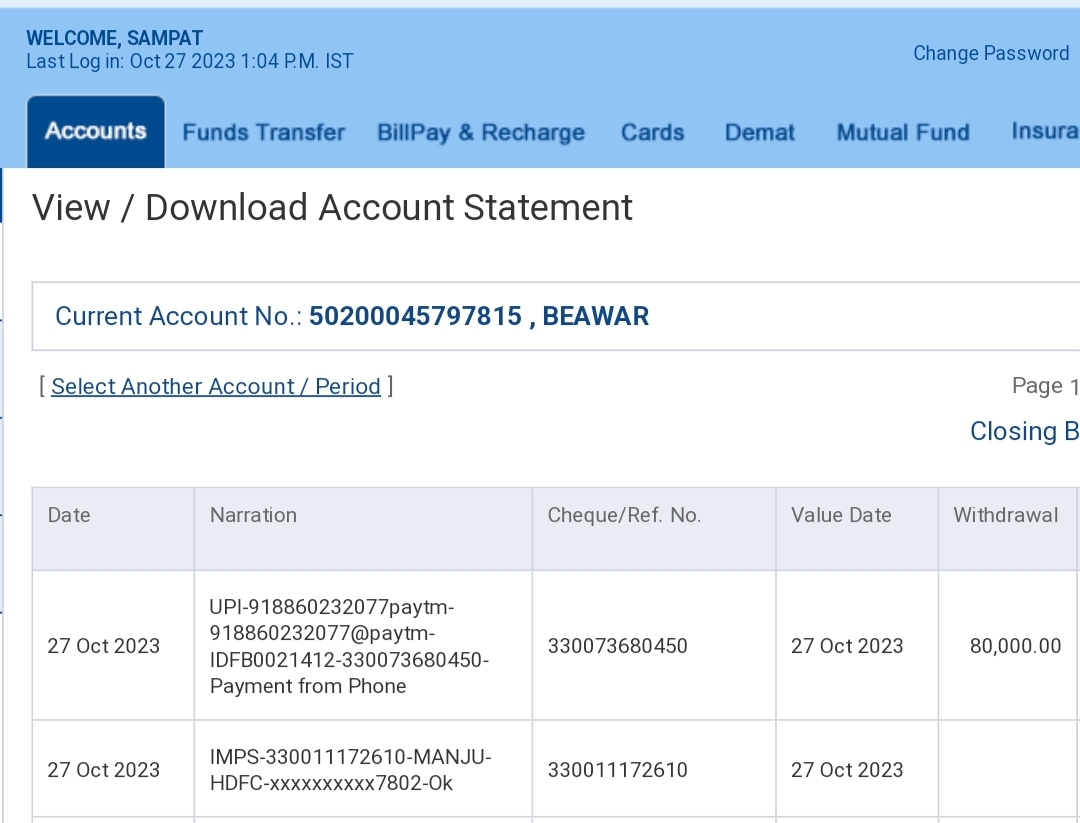 WELCOME, SAMPAT
Last Log in: Oct 27 2023 1:04 P.M. IST
Change Password
Accounts Funds Transfer BillPay & Recharge Cards Demat Mutual Fund Insura
View / Download Account Statement
Current Account No.: 50200045797815 , BEAWAR
[ Select Another Account / Period ]
Page 1
Closing B
Date Narration Cheque/Ref. No. Value Date Withdrawal
UPI-918860232077paytm-
918860232077@paytm-
27 Oct 2023 IDFB0021412-330073680450- 330073680450 27 Oct 2023 80,000.00
Payment from Phone
IMPS-330011172610-MANJU-
27 Oct 2023 330011172610 27 Oct 2023
HDFC-xxxxxxxxxx7802-Ok